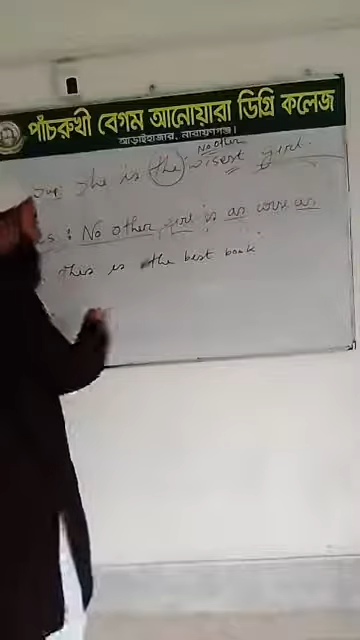 পাঁচরুখী বেগম আনোয়ারা ডিগ্রি কলেজ
আড়াইহাজার, নারায়ণগঞ্জ।
No other
She is the wisest girl.
: No other girl is as wise as
This is the best book